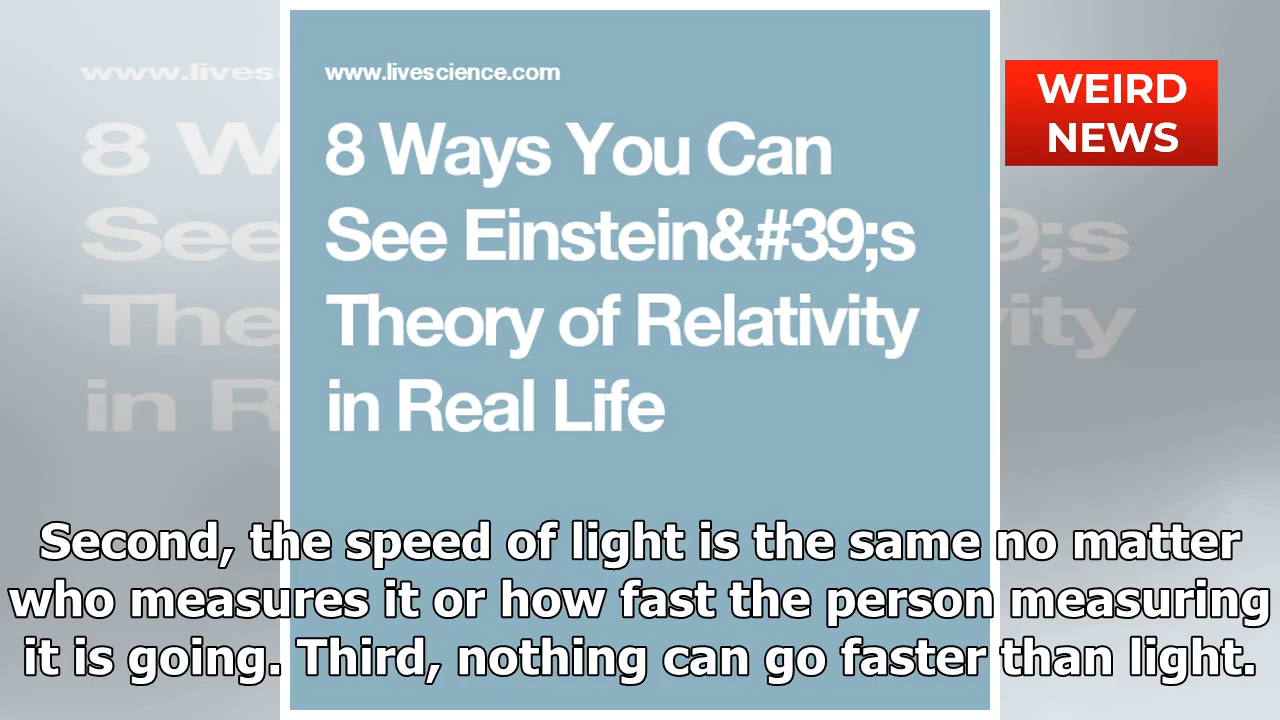 www.livescience.com
8 Ways You Can
See Einstein&#39;s
Theory of Relativity
in Real Life
WEIRD
NEWS
Second, the speed of light is the same no matter
who measures it or how fast the person measuring
it is going. Third, nothing can go faster than light.